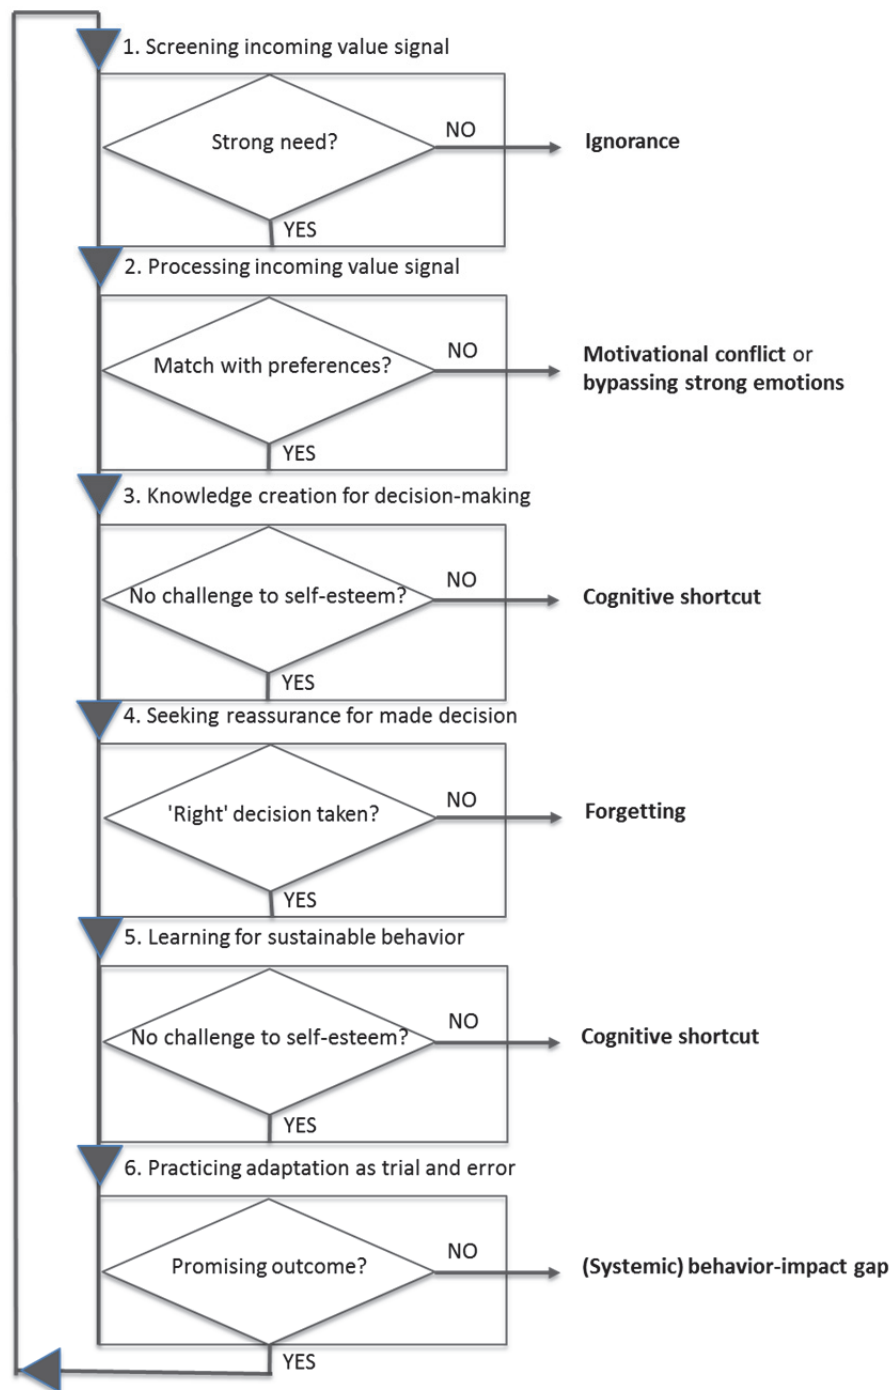 1. Screening incoming value signal
NO
Strong need?
Ignorance
YES
2. Processing incoming value signal
NO
Match with preferences?
Motivational conflict or
bypassing strong emotions
YES
3. Knowledge creation for decision-making
NO
No challenge to self-esteem?
Cognitive shortcut
YES
4. Seeking reassurance for made decision
NO
'Right' decision taken?
Forgetting
YES
5. Learning for sustainable behavior
NO
No challenge to self-esteem?
Cognitive shortcut
YES
6. Practicing adaptation as trial and error
NO
Promising outcome?
(Systemic) behavior-impact gap
YES